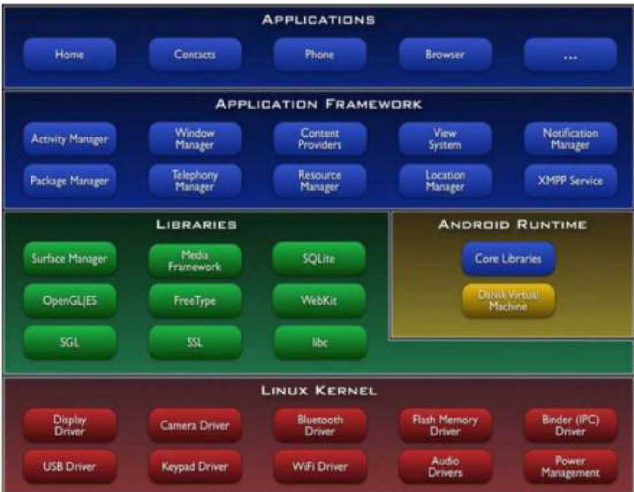 APPLICATIONS
Home
Contacts
Phone
Browser
...
APPLICATION FRAMEWORK
Activity Manager
Window
Manager
Content
Providers
View
System
Notification
Manager
Package Manager
Telephony
Manager
Resource
Manager
Location
Manager
XMPP Service
LIBRARIES
Surface Manager
Media
Framework
SQLite
OpenGL|ES
FreeType
WebKit
SGL
SSL
libc
ANDROID RUNTIME
Core Libraries
Dalvik Virtual
Machine
LINUX KERNEL
Display
Driver
Camera Driver
Bluetooth
Driver
Flash Memory
Driver
Binder (IPC)
Driver
USB Driver
Keypad Driver
WiFi Driver
Audio
Drivers
Power
Management